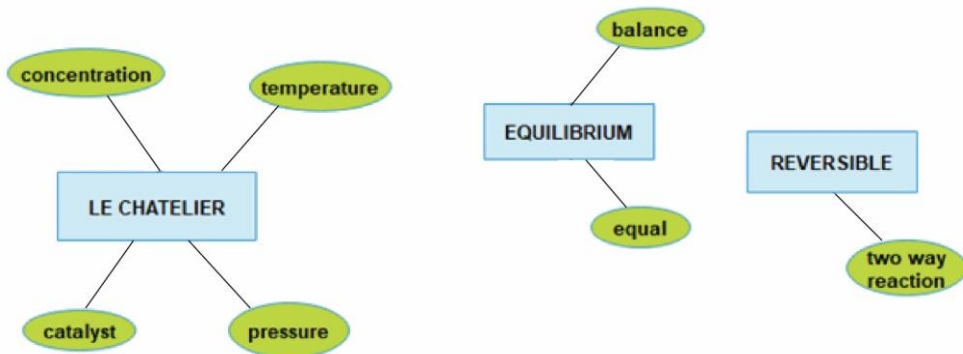 concentration
temperature
LE CHATELIER
catalyst
pressure
balance
EQUILIBRIUM
equal
REVERSIBLE
two way
reaction